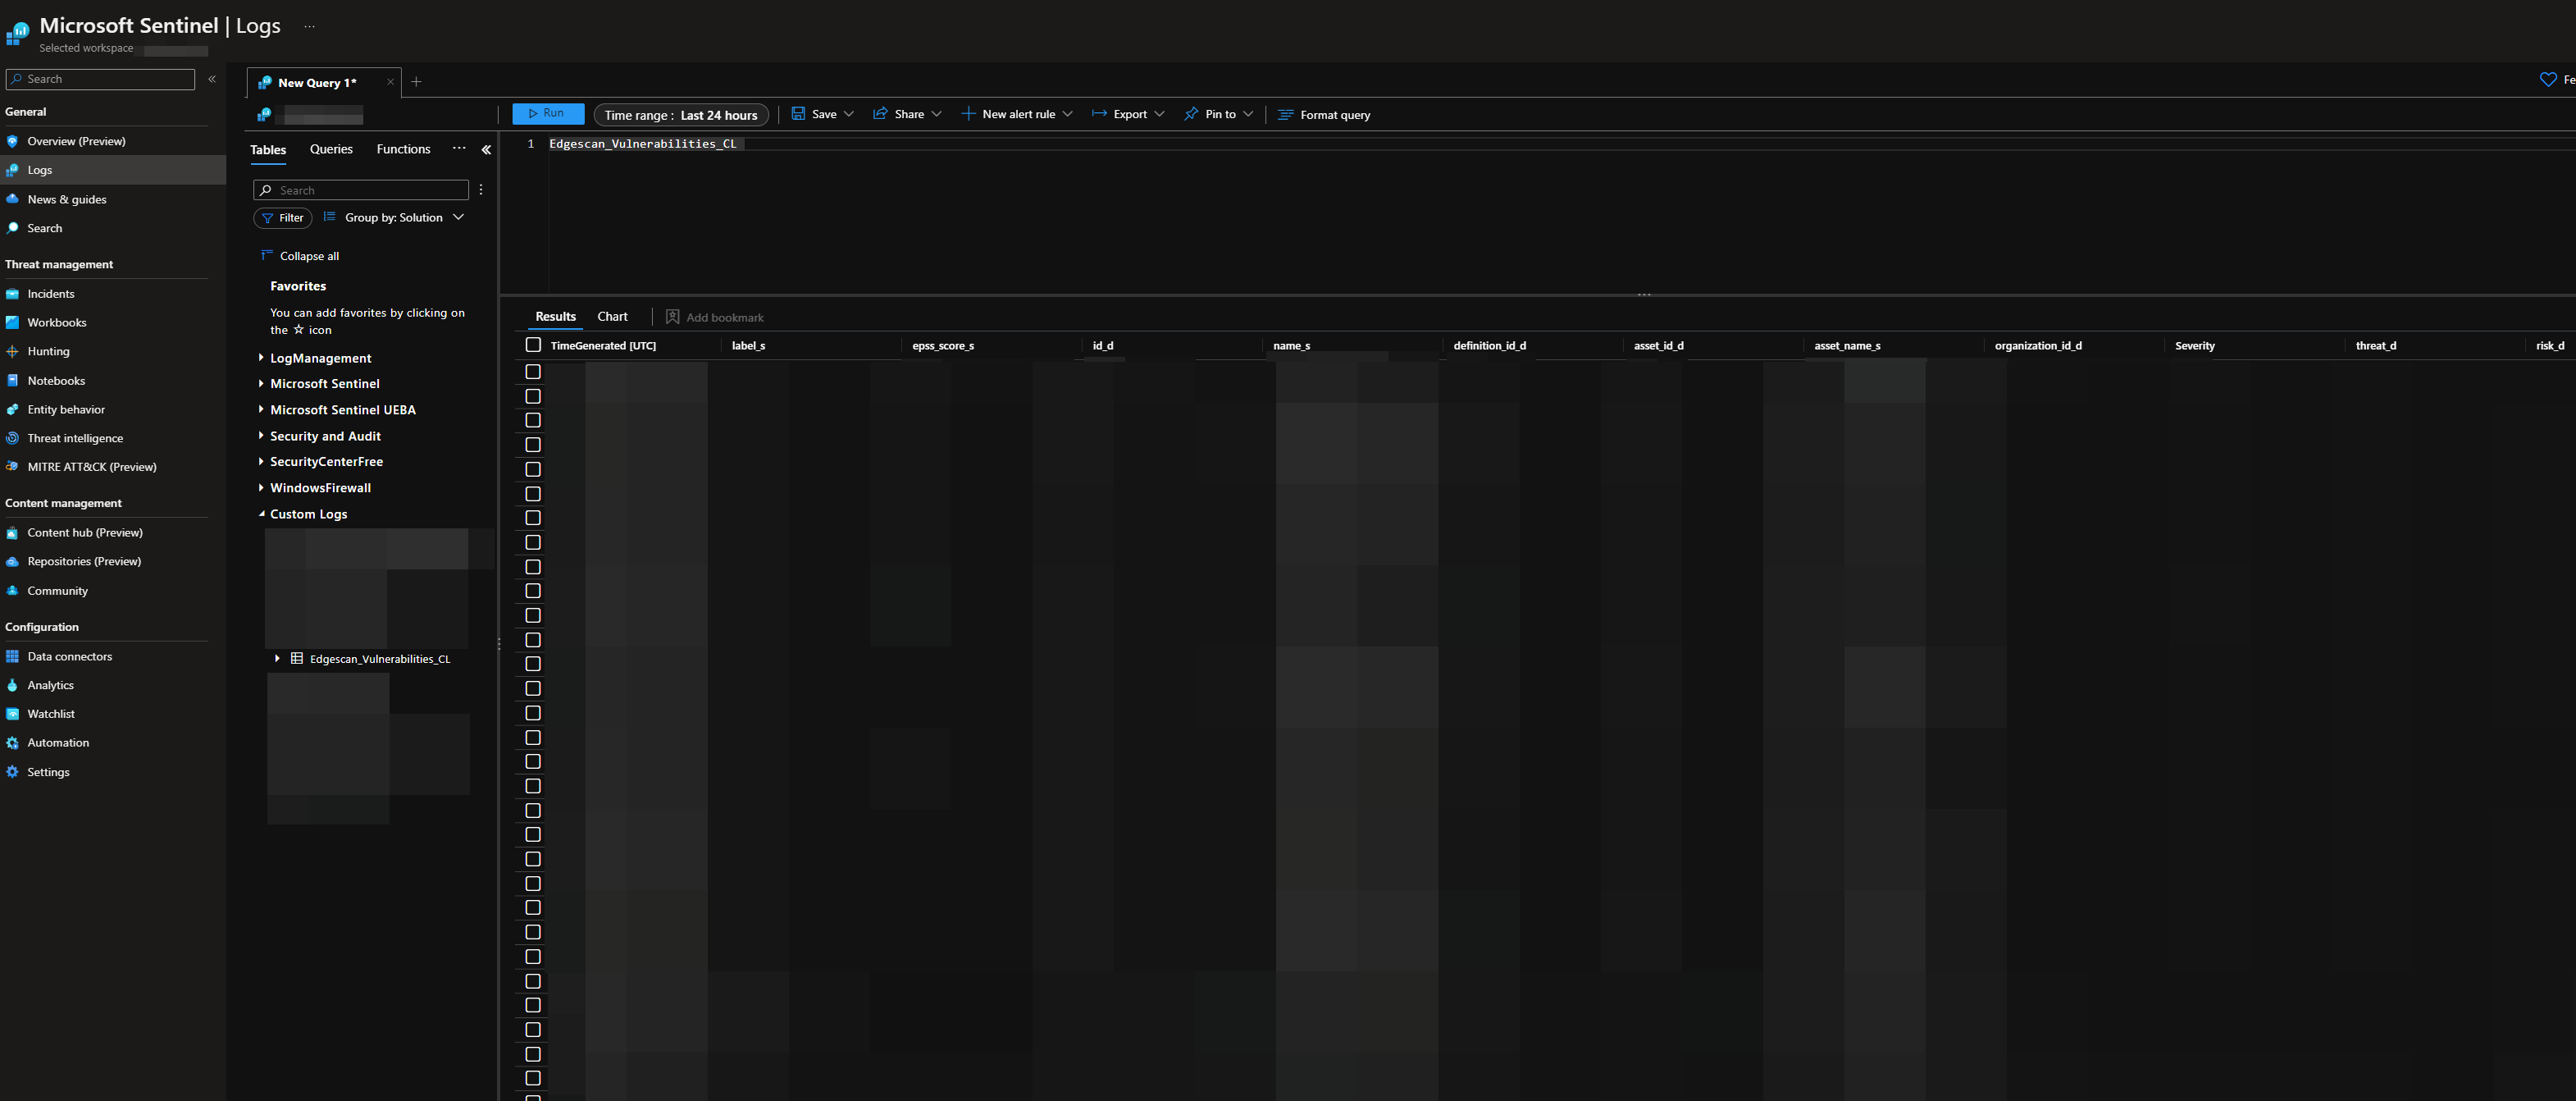 Microsoft Sentinel | Logs ...
Selected workspace
Search
General
Overview (Preview)
Logs
News & guides
Search
Threat management
Incidents
Workbooks
Hunting
Notebooks
Entity behavior
Threat intelligence
MITRE ATT&CK (Preview)
Content management
Content hub (Preview)
Repositories (Preview)
Community
Configuration
Data connectors
Analytics
Watchlist
Automation
Settings
New Query 1*
Fe
Run Time range : Last 24 hours Save Share New alert rule Export Pin to Format query
Tables Queries Functions ...
Search
Filter Group by: Solution
Collapse all
Favorites
You can add favorites by clicking on
the ☆ icon
LogManagement
Microsoft Sentinel
Microsoft Sentinel UEBA
Security and Audit
SecurityCenterFree
WindowsFirewall
Custom Logs
Edgescan_Vulnerabilities_CL
1 Edgescan_Vulnerabilities_CL
Results Chart Add bookmark
TimeGenerated [UTC] label_s epss_score_s id_d name_s definition_id_d asset_id_d asset_name_s organization_id_d Severity threat_d risk_d